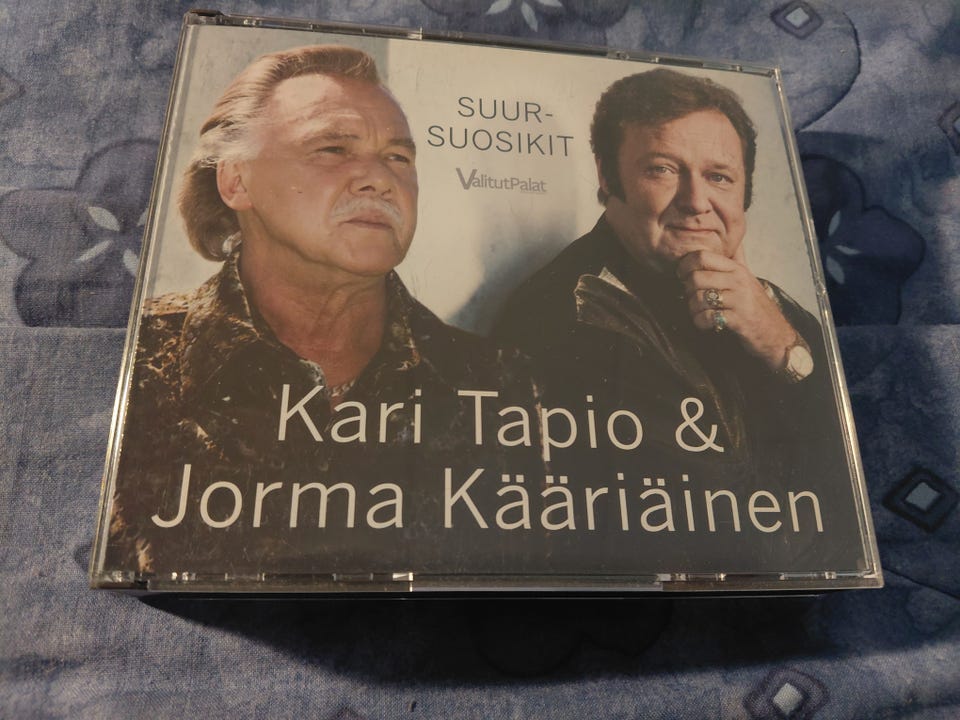 SUUR-
SUOSIKIT
ValitutPalat
Kari Tapio &
Jorma Kääriäinen